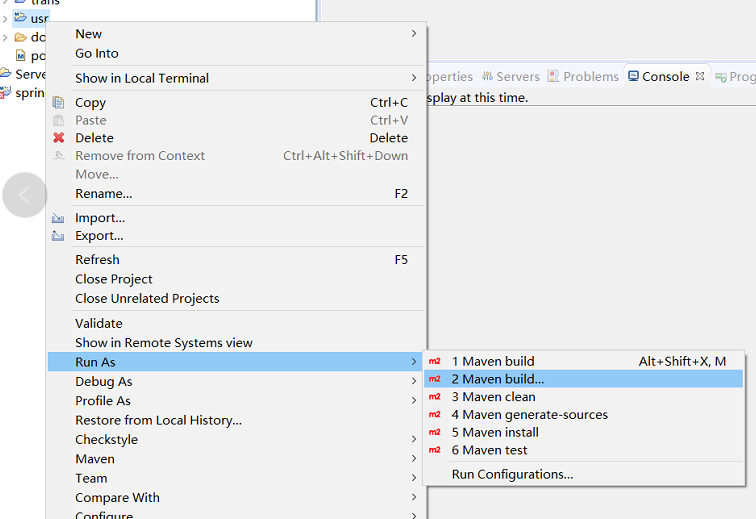 trans
usr
New
Go Into
Show in Local Terminal
Copy Ctrl+C
Paste Ctrl+V
Delete Delete
Remove from Context Ctrl+Alt+Shift+Down
Move...
Rename... F2
Import...
Export...
Refresh F5
Close Project
Close Unrelated Projects
Validate
Show in Remote Systems view
Run As
Debug As
Profile As
Restore from Local History...
Checkstyle
Maven
Team
Compare With
Configure
do
po
Serve
sprin
operties Servers Problems Console Prog
splay at this time.
m2 1 Maven build Alt+Shift+X, M
m2 2 Maven build...
m2 3 Maven clean
m2 4 Maven generate-sources
m2 5 Maven install
m2 6 Maven test
Run Configurations...